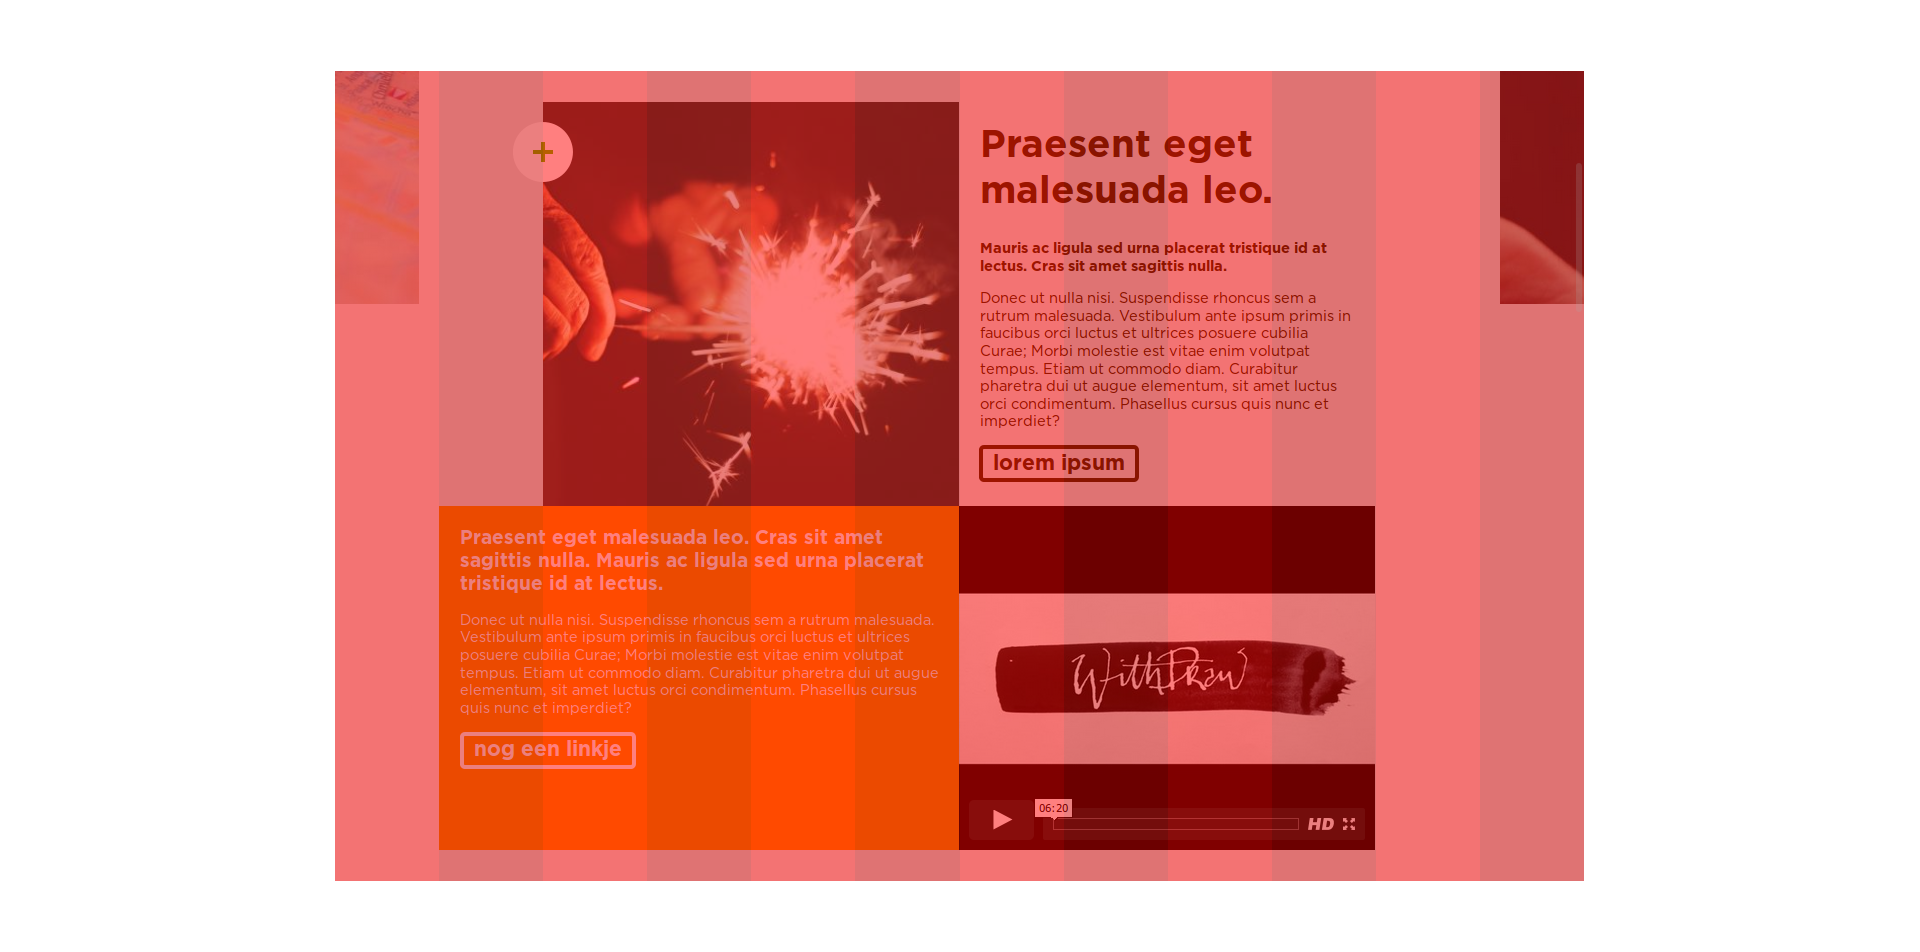 Praesent eget
malesuada leo.
Mauris ac ligula sed urna placerat tristique id at
lectus. Cras sit amet sagittis nulla.
Donec ut nulla nisi. Suspendisse rhoncus sem a
rutrum malesuada. Vestibulum ante ipsum primis in
faucibus orci luctus et ultrices posuere cubilia
Curae; Morbi molestie est vitae enim volutpat
tempus. Etiam ut commodo diam. Curabitur
pharetra dui ut augue elementum, sit amet luctus
orci condimentum. Phasellus cursus quis nunc et
imperdiet?
lorem ipsum
Praesent eget malesuada leo. Cras sit amet
sagittis nulla. Mauris ac ligula sed urna placerat
tristique id at lectus.
Donec ut nulla nisi. Suspendisse rhoncus sem a rutrum malesuada.
Vestibulum ante ipsum primis in faucibus orci luctus et ultrices
posuere cubilia Curae; Morbi molestie est vitae enim volutpat
tempus. Etiam ut commodo diam. Curabitur pharetra dui ut augue
elementum, sit amet luctus orci condimentum. Phasellus cursus
quis nunc et imperdiet?
nog een linkje
WithDraw
06:20
HD